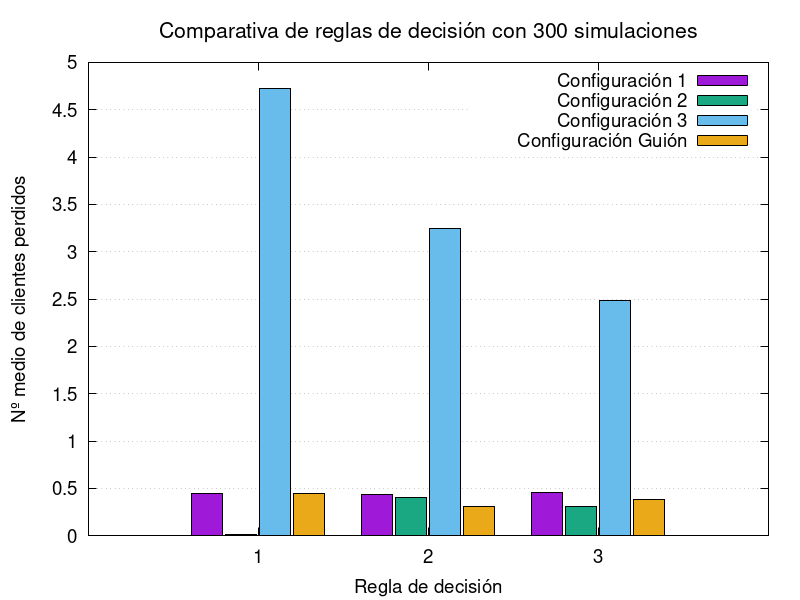 Comparativa de reglas de decisión con 300 simulaciones
Configuración 1
Configuración 2
Configuración 3
Configuración Guión
Nº medio de clientes perdidos
5
4.5
4
3.5
3
2.5
2
1.5
1
0.5
0
1 2 3
Regla de decisión